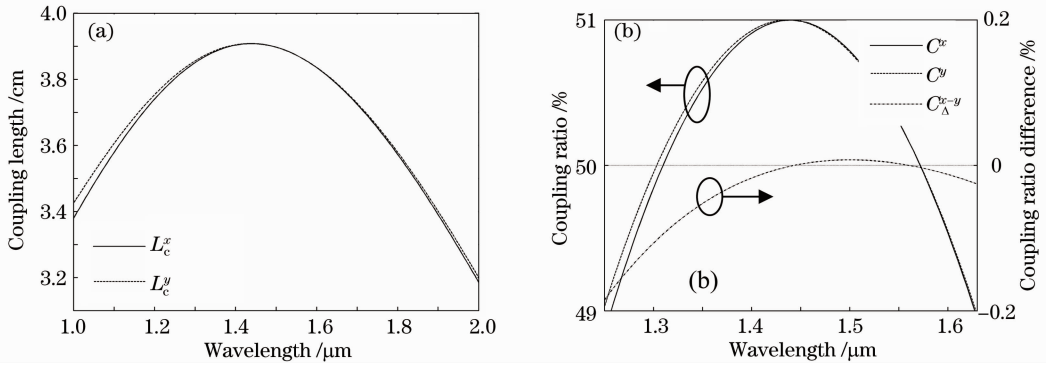 (a)
4.0
3.8
3.6
3.4
3.2
Coupling length /cm
L_c^x
L_c^y
1.0
1.2
1.4
1.6
1.8
2.0
Wavelength /μm
(b)
51
50
49
Coupling ratio /%
C^x
C^y
C_Δ^{x-y}
0.2
0
-0.2
Coupling ratio difference /%
(b)
1.3
1.4
1.5
1.6
Wavelength /μm